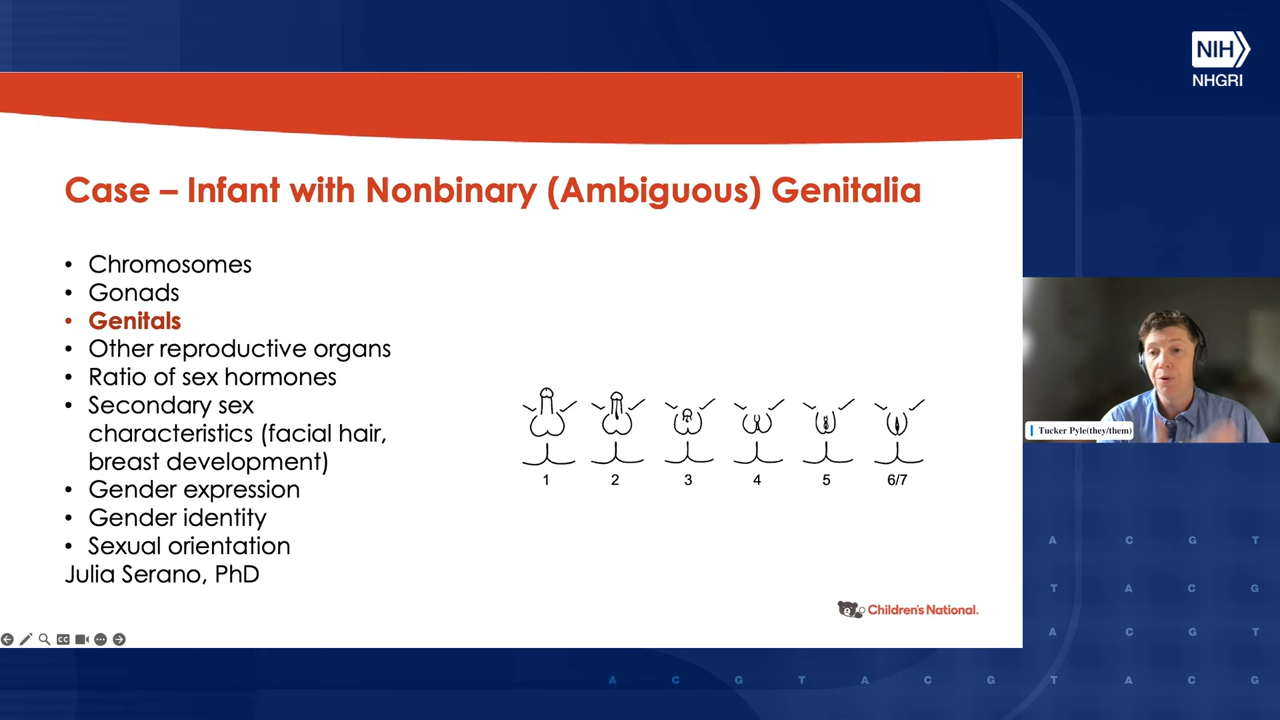 NIH
NHGRI
Case – Infant with Nonbinary (Ambiguous) Genitalia
• Chromosomes
• Gonads
• Genitals
• Other reproductive organs
• Ratio of sex hormones
• Secondary sex
characteristics (facial hair,
breast development)
• Gender expression
• Gender identity
• Sexual orientation
Julia Serano, PhD
1 2 3 4 5 6/7
Children's National.
CC
Tucker Pyle(they/them)
A C G T
T A C G
A C G T
A C G T A C G T A C G